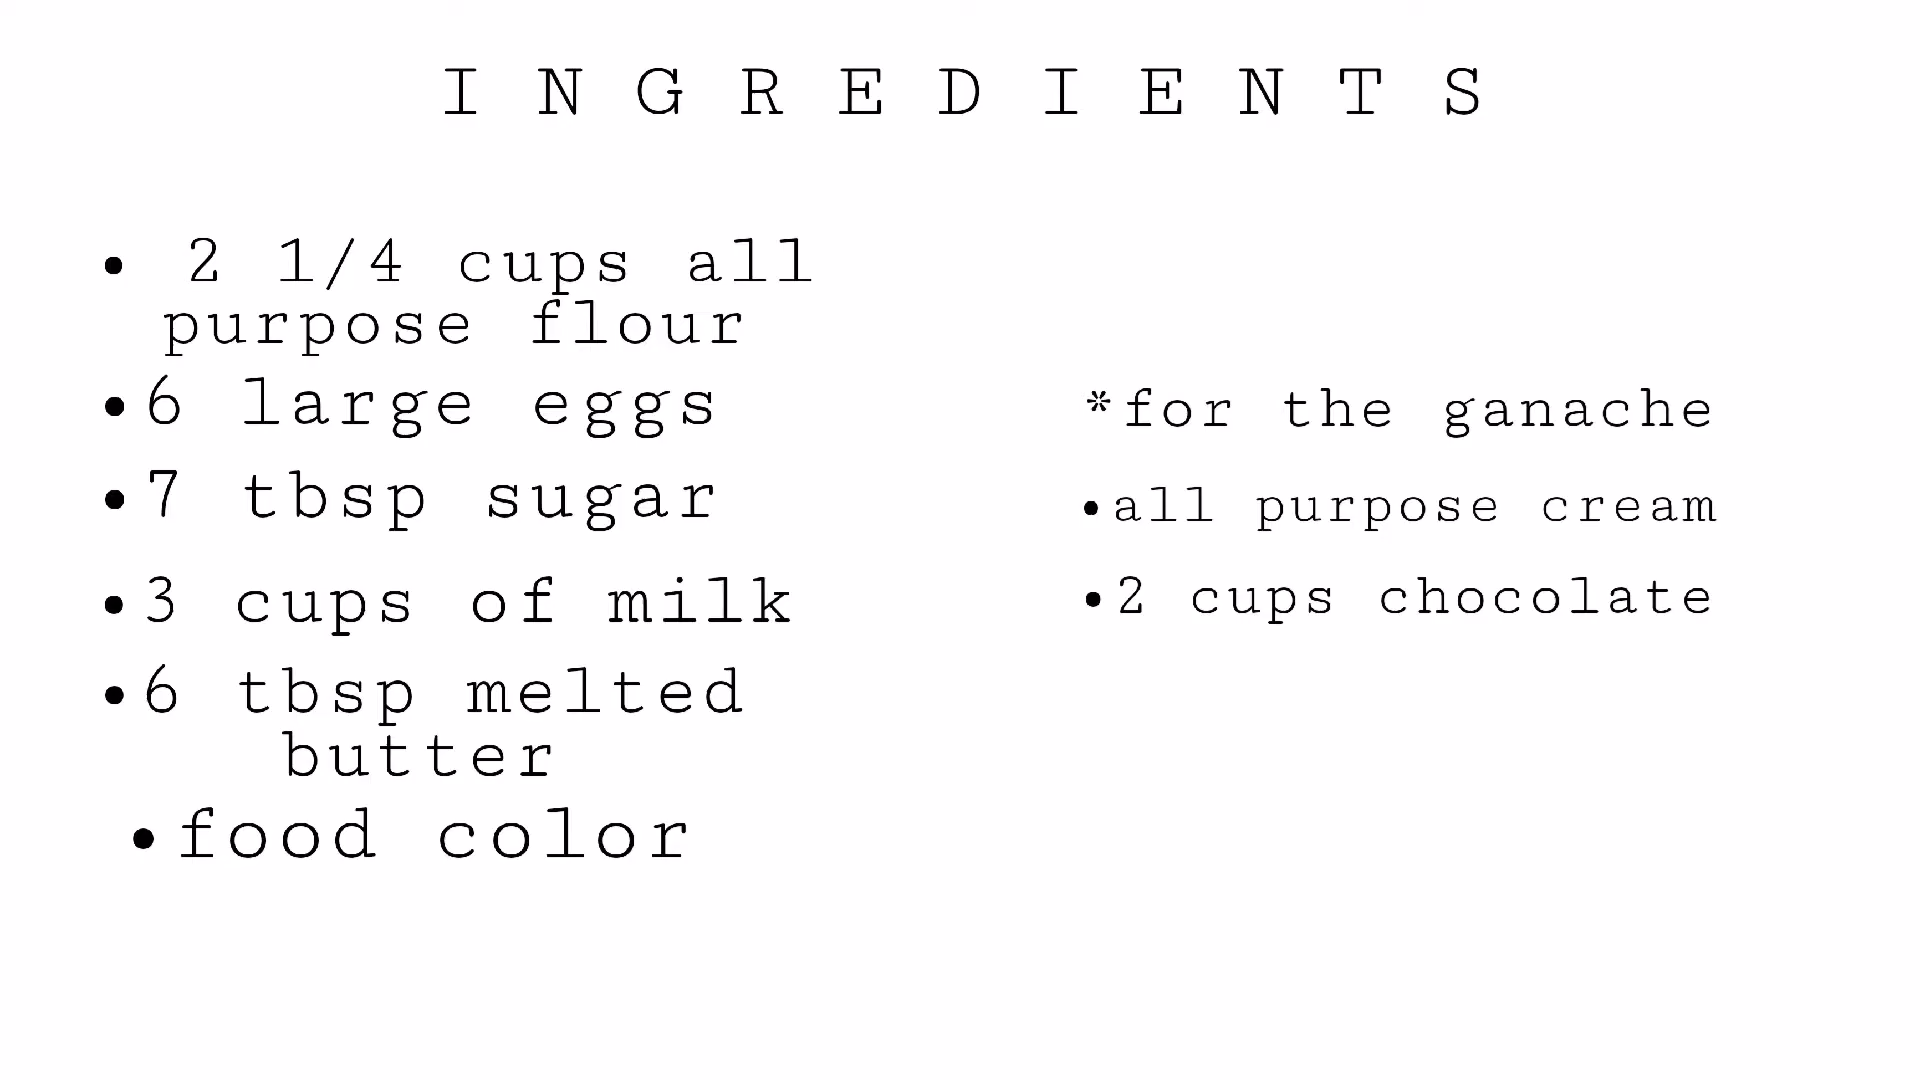 INGREDIENTS
• 2 1/4 cups all
purpose flour
•6 large eggs
•7 tbsp sugar
•3 cups of milk
•6 tbsp melted
butter
•food color
*for the ganache
•all purpose cream
•2 cups chocolate